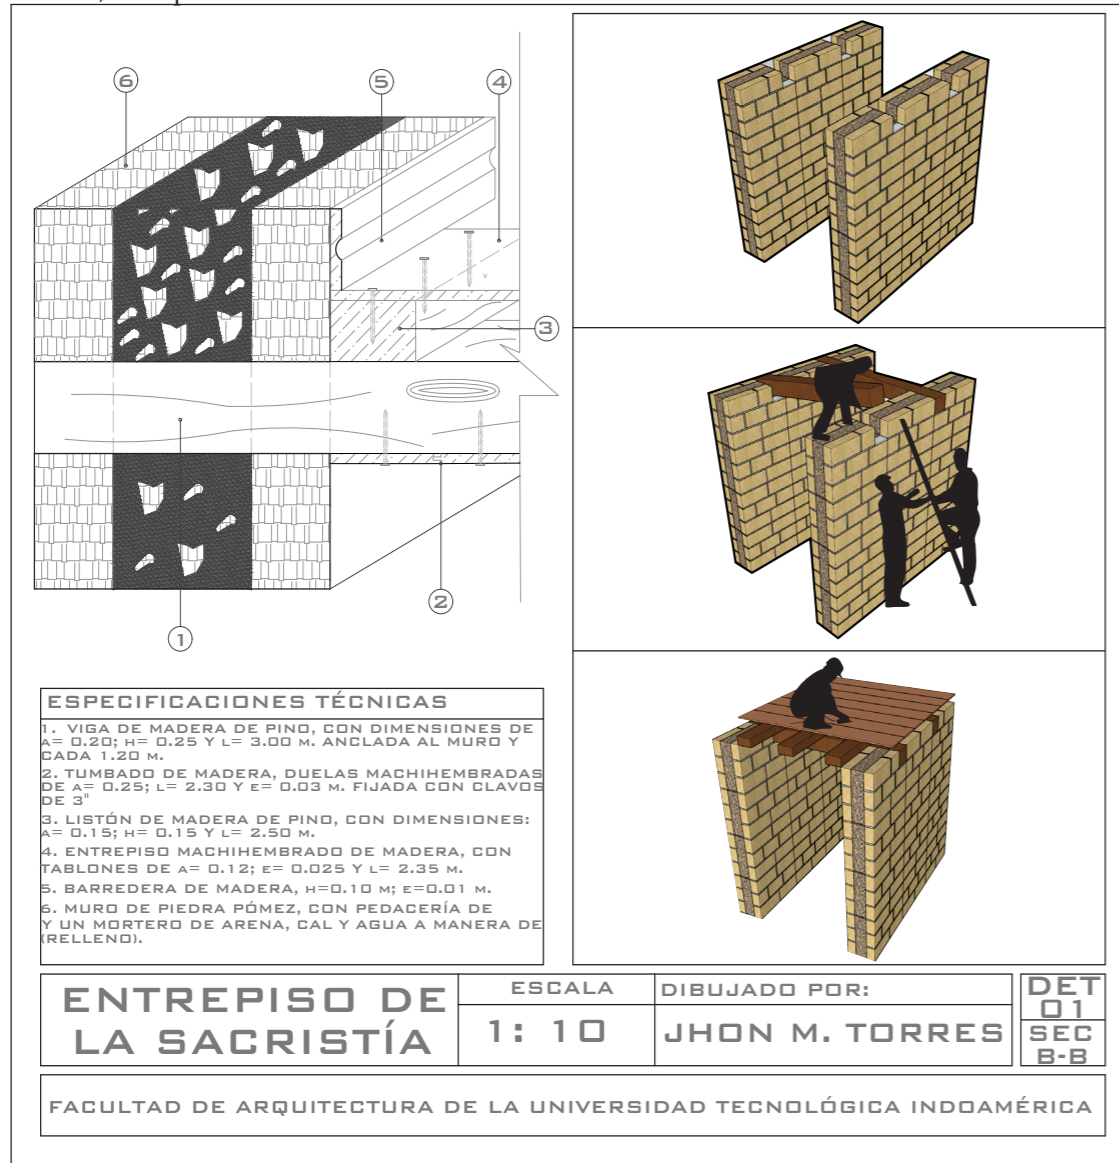 6
5
4
3
2
1
ESPECIFICACIONES TÉCNICAS
1. VIGA DE MADERA DE PINO, CON DIMENSIONES DE
A= 0.20; H= 0.25 Y L= 3.00 M. ANCLADA AL MURO Y
CADA 1.20 M.
2. TUMBADO DE MADERA, DUELAS MACHIHEMBRADAS
DE A= 0.25; L= 2.30 Y E= 0.03 M. FIJADA CON CLAVOS
DE 3"
3. LISTÓN DE MADERA DE PINO, CON DIMENSIONES:
A= 0.15; H= 0.15 Y L= 2.50 M.
4. ENTREPISO MACHIHEMBRADO DE MADERA, CON
TABLONES DE A= 0.12; E= 0.025 Y L= 2.35 M.
5. BARREDERA DE MADERA, H=0.10 M; E=0.01 M.
6. MURO DE PIEDRA PÓMEZ, CON PEDACERÍA DE
Y UN MORTERO DE ARENA, CAL Y AGUA A MANERA DE
(RELLENO).
ENTREPISO DE
LA SACRISTÍA
ESCALA
1: 10
DIBUJADO POR:
JHON M. TORRES
DET
01
SEC
B-B
FACULTAD DE ARQUITECTURA DE LA UNIVERSIDAD TECNOLÓGICA INDOAMÉRICA